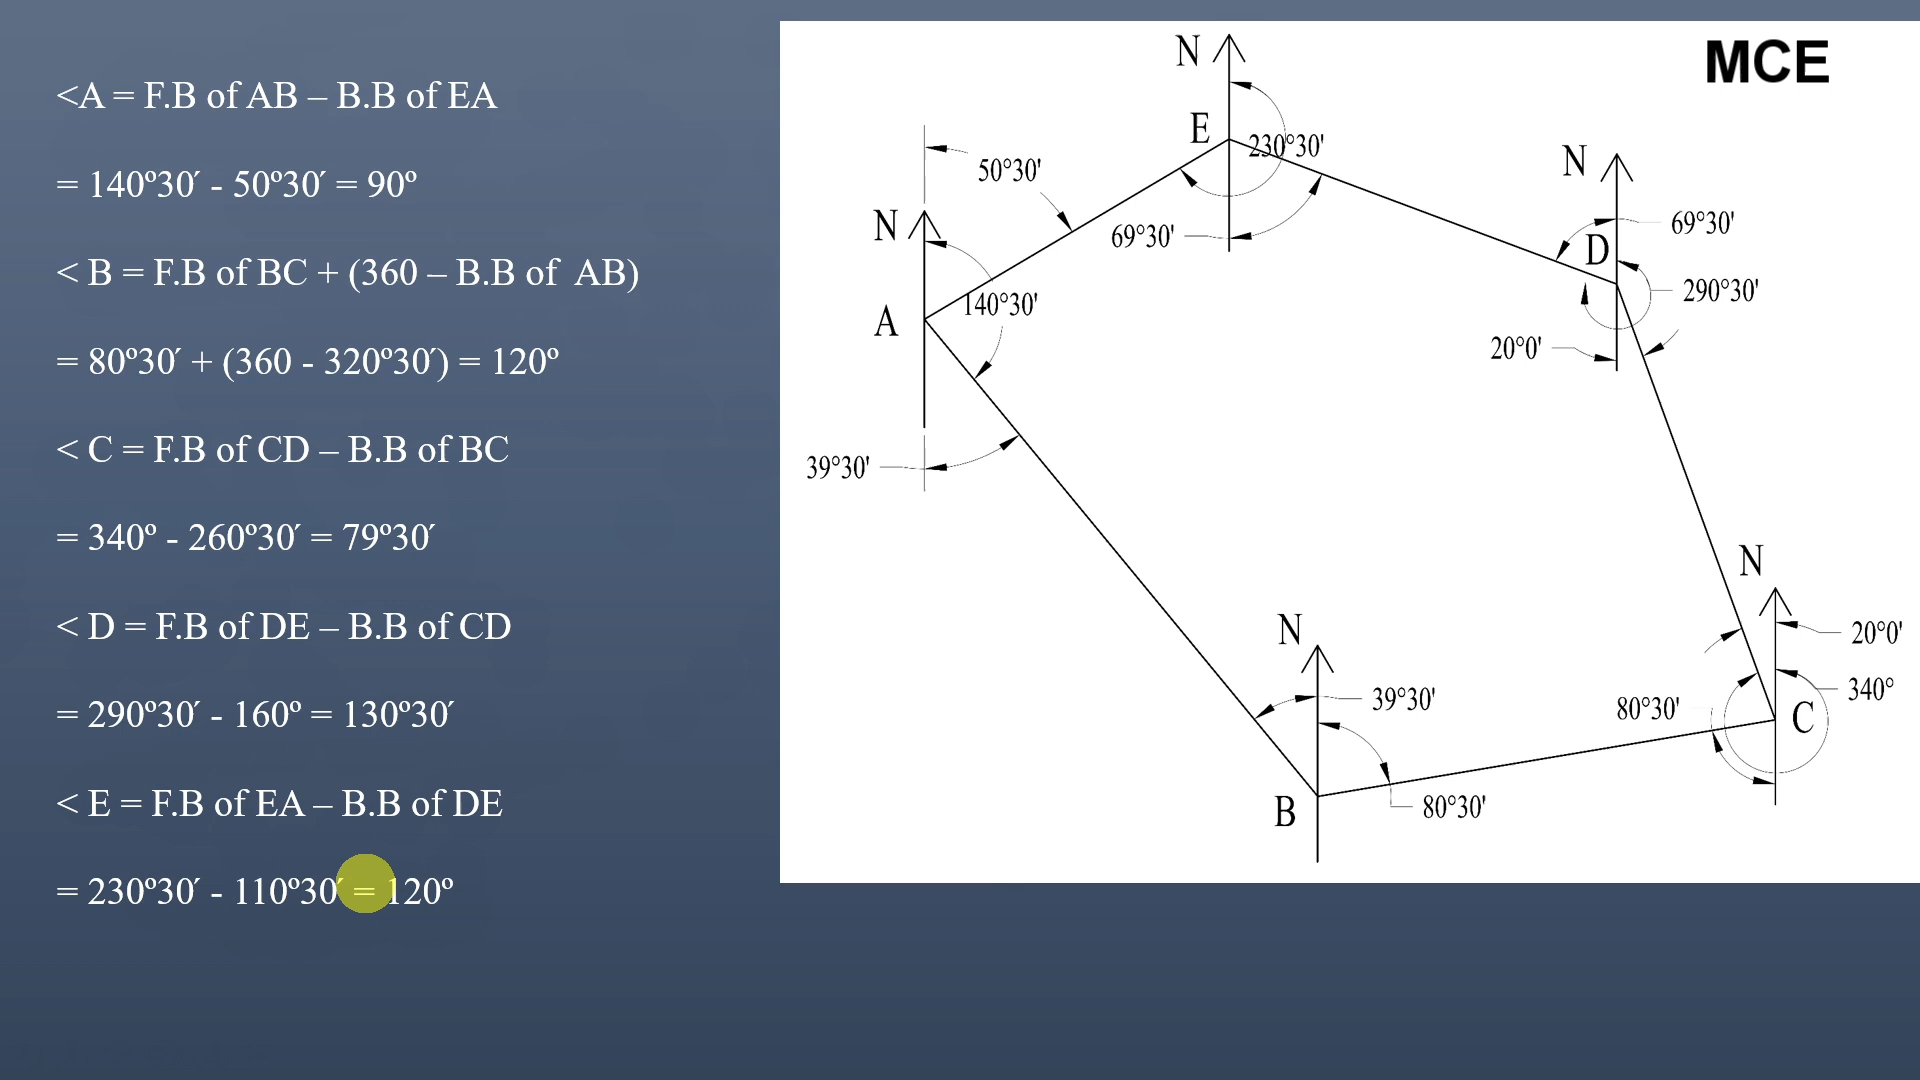 <A = F.B of AB – B.B of EA
= 140º30´ - 50º30´ = 90º
< B = F.B of BC + (360 – B.B of AB)
= 80º30´ + (360 - 320º30´) = 120º
< C = F.B of CD – B.B of BC
= 340º - 260º30´ = 79º30´
< D = F.B of DE – B.B of CD
= 290º30´ - 160º = 130º30´
< E = F.B of EA – B.B of DE
= 230º30´ - 110º30´ = 120º
MCE
N
E
230°30'
50°30'
69°30'
N
A
140°30'
39°30'
N
D
69°30'
290°30'
20°0'
N
20°0'
340°
80°30'
C
N
39°30'
B
80°30'